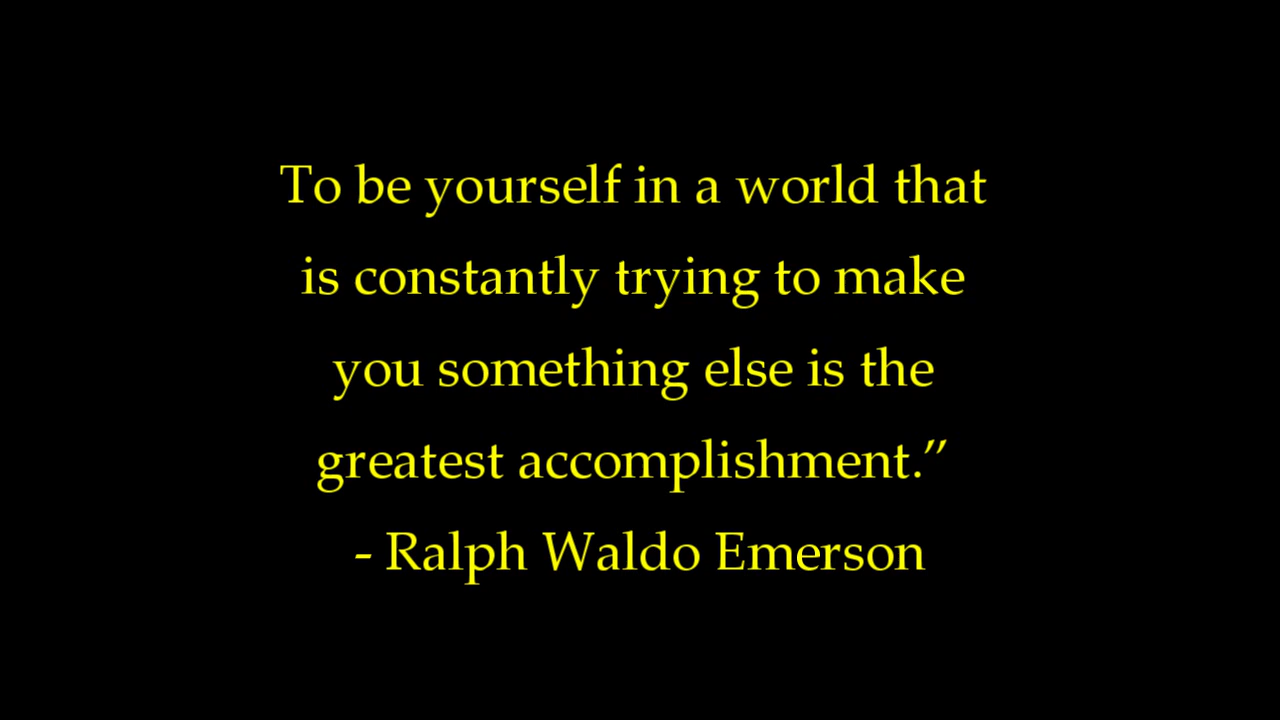 To be yourself in a world that
is constantly trying to make
you something else is the
greatest accomplishment.”
- Ralph Waldo Emerson